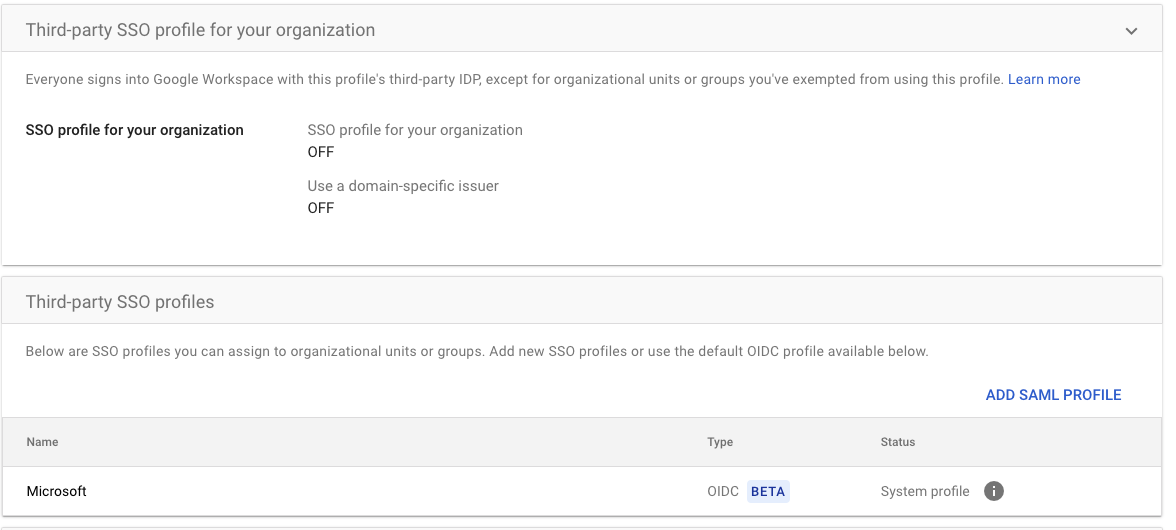 Third-party SSO profile for your organization
Everyone signs into Google Workspace with this profile's third-party IDP, except for organizational units or groups you've exempted from using this profile. Learn more
SSO profile for your organization
SSO profile for your organization
OFF
Use a domain-specific issuer
OFF
Third-party SSO profiles
Below are SSO profiles you can assign to organizational units or groups. Add new SSO profiles or use the default OIDC profile available below.
ADD SAML PROFILE
Name Type Status
Microsoft OIDC BETA System profile